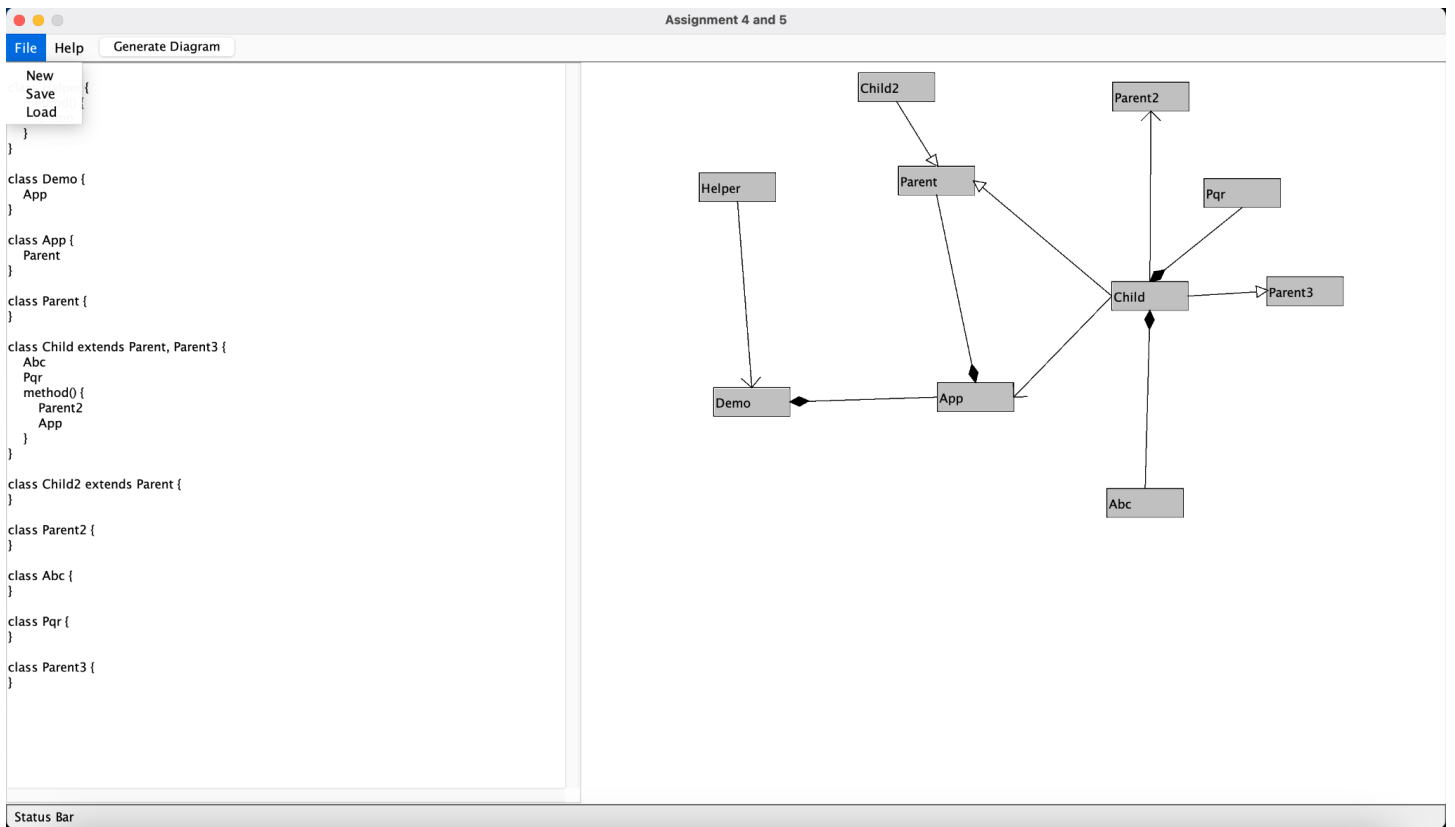 Assignment 4 and 5
File Help Generate Diagram
New
Save
Load
{
{
}
}
class Demo {
App
}
class App {
Parent
}
class Parent {
}
class Child extends Parent, Parent3 {
Abc
Pqr
method() {
Parent2
App
}
}
class Child2 extends Parent {
}
class Parent2 {
}
class Abc {
}
class Pqr {
}
class Parent3 {
}
Child2
Parent2
Parent
Helper
Pqr
Child
Parent3
Demo
App
Abc
Status Bar